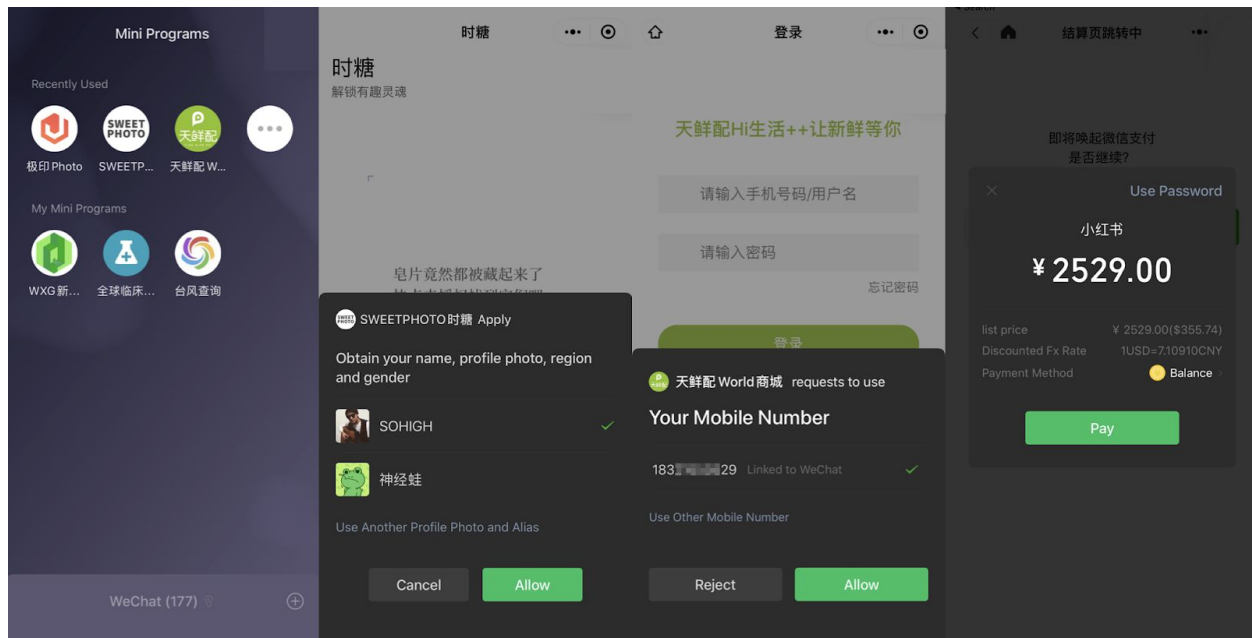 Mini Programs
Recently Used
SWEET
PHOTO
天鲜配
极印 Photo
SWEETP...
天鲜配 W...
My Mini Programs
WXG 新...
全球临床...
台风查询
WeChat (177)
时糖
时糖
解锁有趣灵魂
皂片竟然都被藏起来了
SWEETPHOTO时糖 Apply
Obtain your name, profile photo, region
and gender
SOHIGH
神经蛙
Use Another Profile Photo and Alias
Cancel
Allow
登录
天鲜配Hi生活++让新鲜等你
请输入手机号码/用户名
请输入密码
忘记密码
登录
天鲜配 World商城 requests to use
Your Mobile Number
183 29 Linked to WeChat
Use Other Mobile Number
Reject
Allow
结算页跳转中
即将唤起微信支付
是否继续?
Use Password
小红书
¥ 2529.00
list price ¥ 2529.00($355.74)
Discounted Fx Rate 1USD=7.10910CNY
Payment Method Balance
Pay